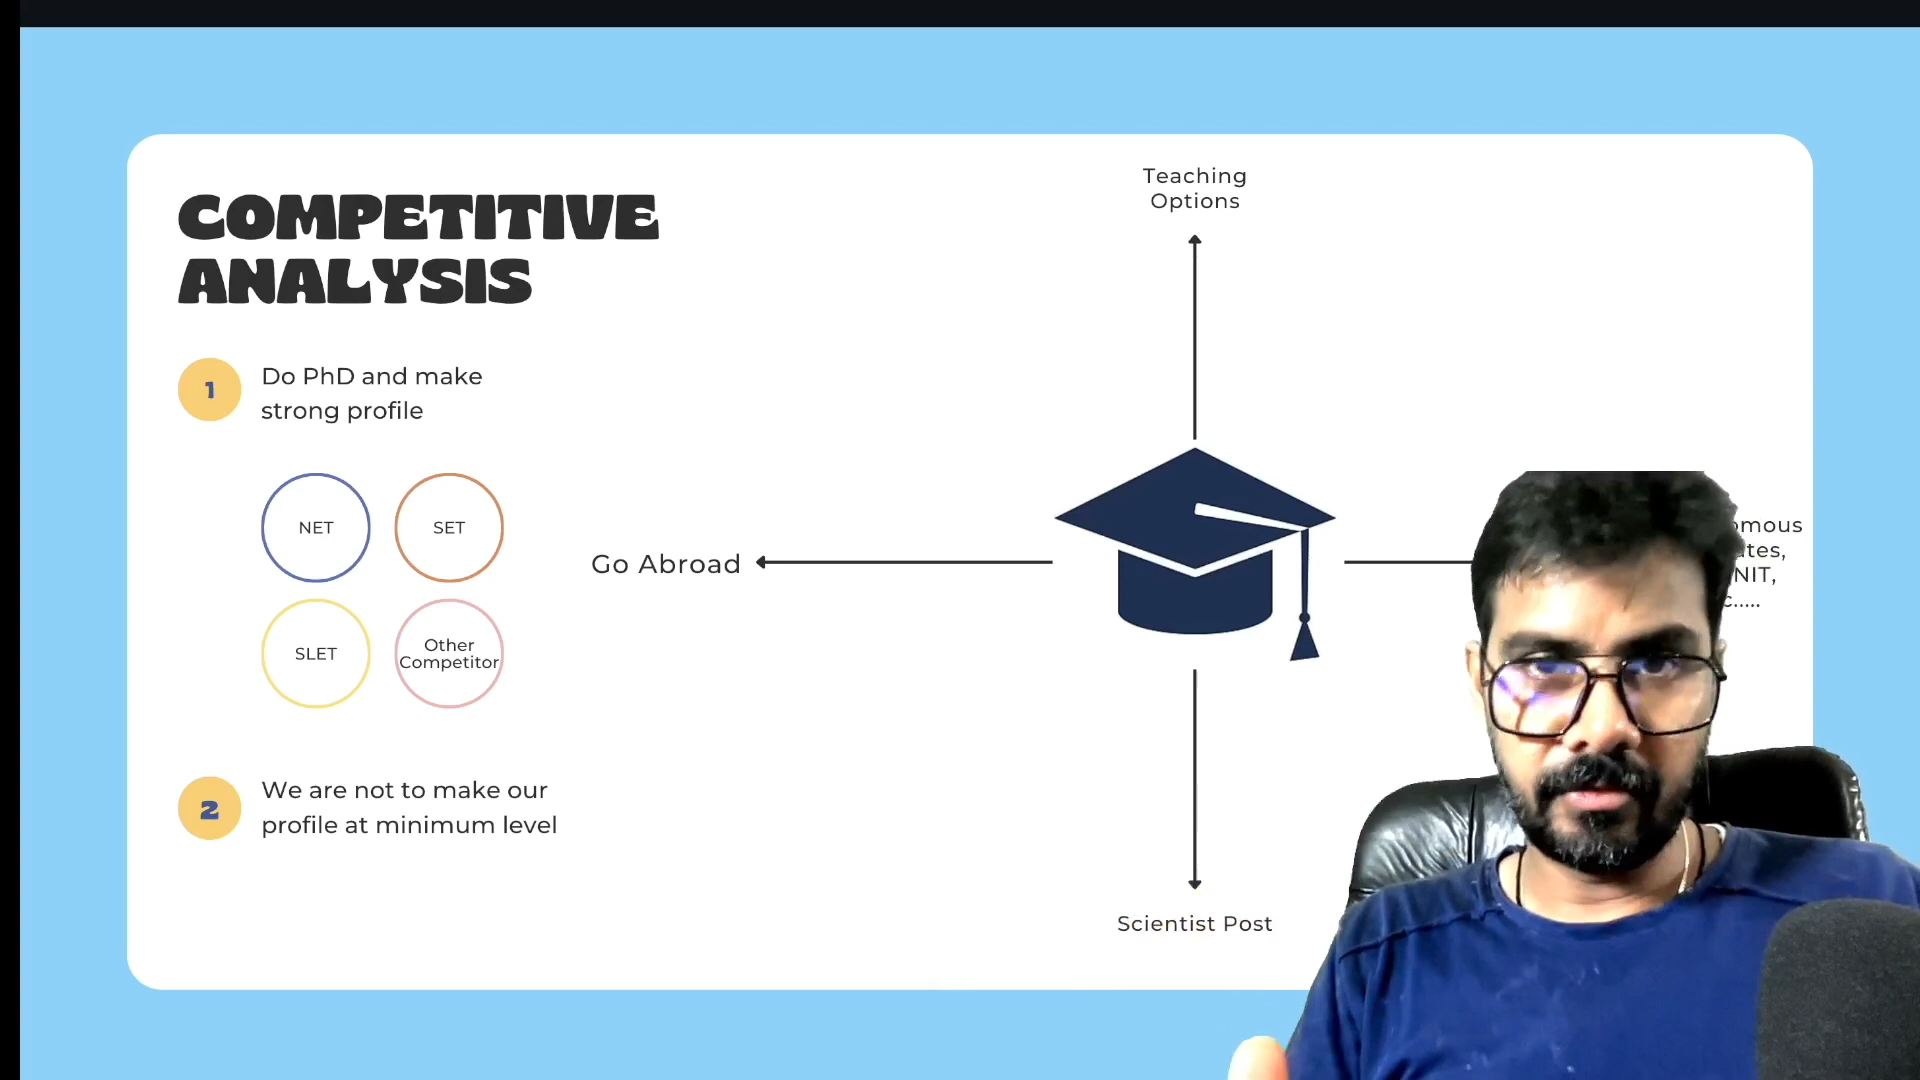 COMPETITIVE
ANALYSIS
1
Do PhD and make
strong profile
NET
SET
SLET
Other
Competitor
2
We are not to make our
profile at minimum level
Teaching
Options
Go Abroad
NIT,
Scientist Post